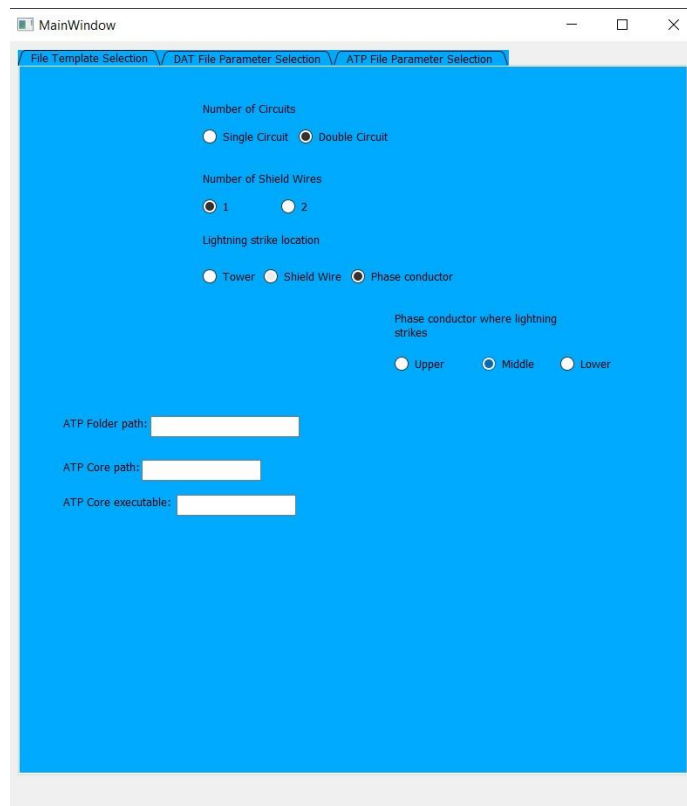 MainWindow
File Template Selection DAT File Parameter Selection ATP File Parameter Selection
Number of Circuits
Single Circuit Double Circuit
Number of Shield Wires
1 2
Lightning strike location
Tower Shield Wire Phase conductor
Phase conductor where lightning
strikes
Upper Middle Lower
ATP Folder path:
ATP Core path:
ATP Core executable: